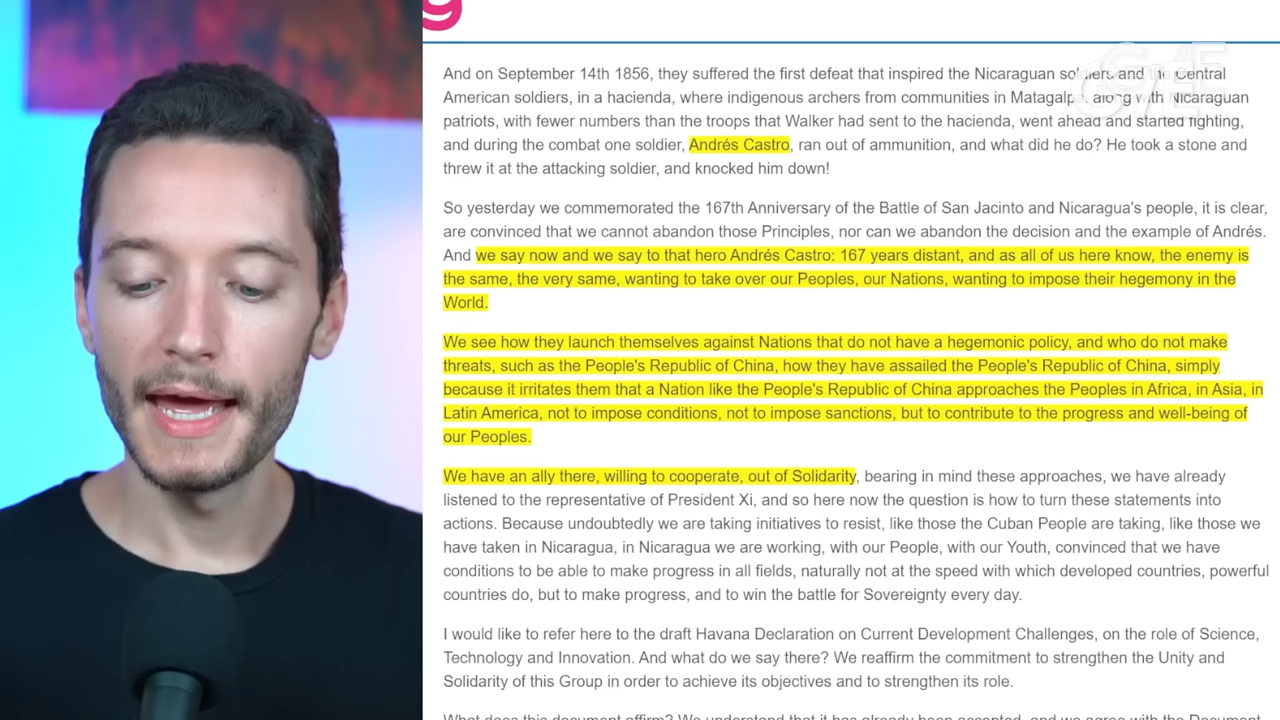 g
GGE
And on September 14th 1856, they suffered the first defeat that inspired the Nicaraguan soldiers and the Central
American soldiers, in a hacienda, where indigenous archers from communities in Matagalpa, along with Nicaraguan
patriots, with fewer numbers than the troops that Walker had sent to the hacienda, went ahead and started fighting,
and during the combat one soldier, Andrés Castro, ran out of ammunition, and what did he do? He took a stone and
threw it at the attacking soldier, and knocked him down!
So yesterday we commemorated the 167th Anniversary of the Battle of San Jacinto and Nicaragua's people, it is clear,
are convinced that we cannot abandon those Principles, nor can we abandon the decision and the example of Andrés.
And we say now and we say to that hero Andrés Castro: 167 years distant, and as all of us here know, the enemy is
the same, the very same, wanting to take over our Peoples, our Nations, wanting to impose their hegemony in the
World.
We see how they launch themselves against Nations that do not have a hegemonic policy, and who do not make
threats, such as the People's Republic of China, how they have assailed the People's Republic of China, simply
because it irritates them that a Nation like the People's Republic of China approaches the Peoples in Africa, in Asia, in
Latin America, not to impose conditions, not to impose sanctions, but to contribute to the progress and well-being of
our Peoples.
We have an ally there, willing to cooperate, out of Solidarity, bearing in mind these approaches, we have already
listened to the representative of President Xi, and so here now the question is how to turn these statements into
actions. Because undoubtedly we are taking initiatives to resist, like those the Cuban People are taking, like those we
have taken in Nicaragua, in Nicaragua we are working, with our People, with our Youth, convinced that we have
conditions to be able to make progress in all fields, naturally not at the speed with which developed countries, powerful
countries do, but to make progress, and to win the battle for Sovereignty every day.
I would like to refer here to the draft Havana Declaration on Current Development Challenges, on the role of Science,
Technology and Innovation. And what do we say there? We reaffirm the commitment to strengthen the Unity and
Solidarity of this Group in order to achieve its objectives and to strengthen its role.
What does this document affirm? We understand that it has already been accepted, and we agree with the Document